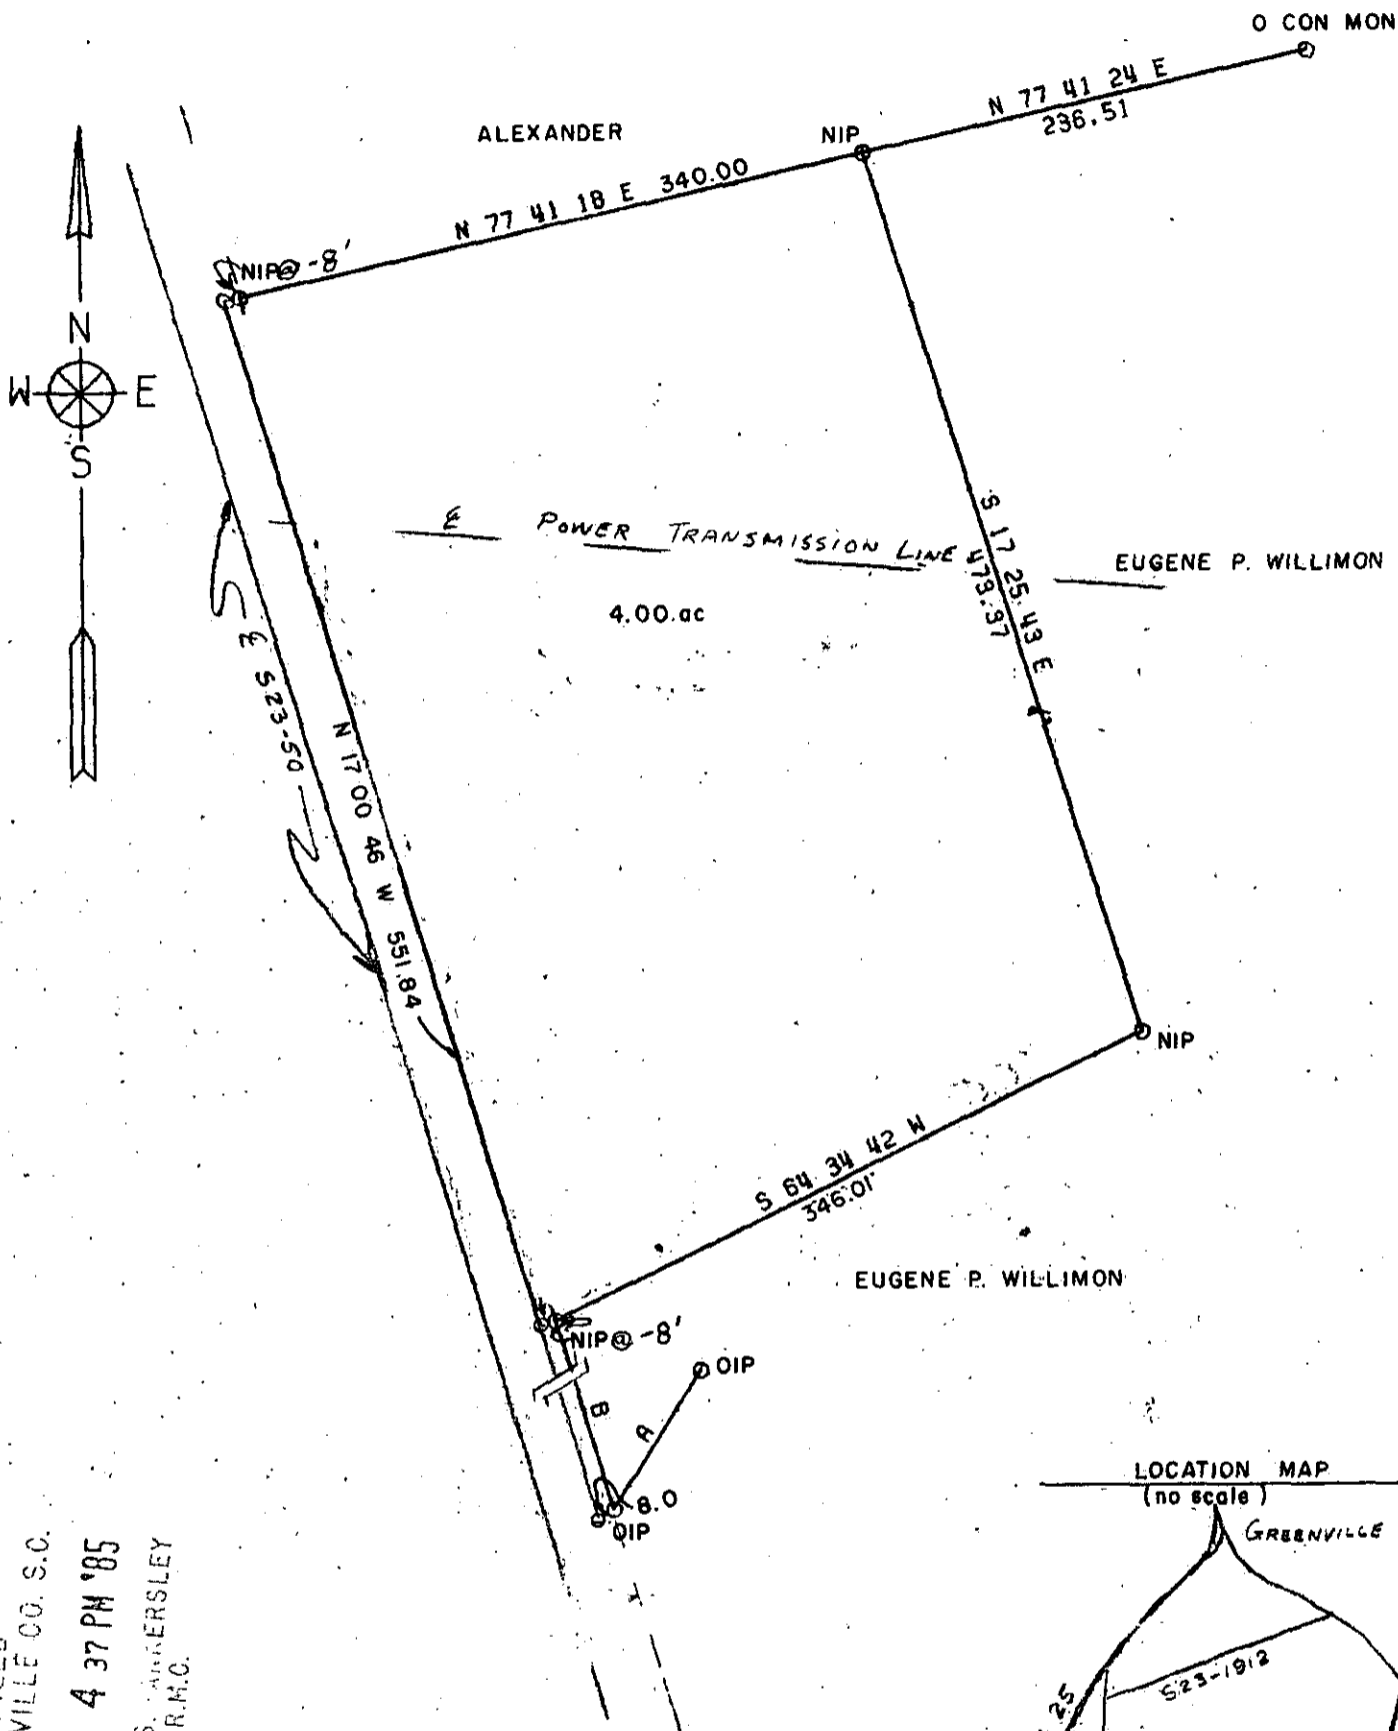 O CON MON
N 77 41 24 E
236.51
NIP
ALEXANDER
N 77 41 18 E 340.00
NIP@ -8'
N
W E
S
℄ POWER TRANSMISSION LINE
S 17 25 43 E
479.97
EUGENE P. WILLIMON
4.00.ac
℄ S23-50
N 17 00 46 W 551.84
NIP
S 64 34 42 W
346.01'
EUGENE P. WILLIMON
NIP@ -8'
OIP
B
A
8.0
OIP
LOCATION MAP
(no scale)
GREENVILLE
S23-1912
25
VILLE CO. S.C.
4 37 PM '85
ERSLEY
R.M.C.